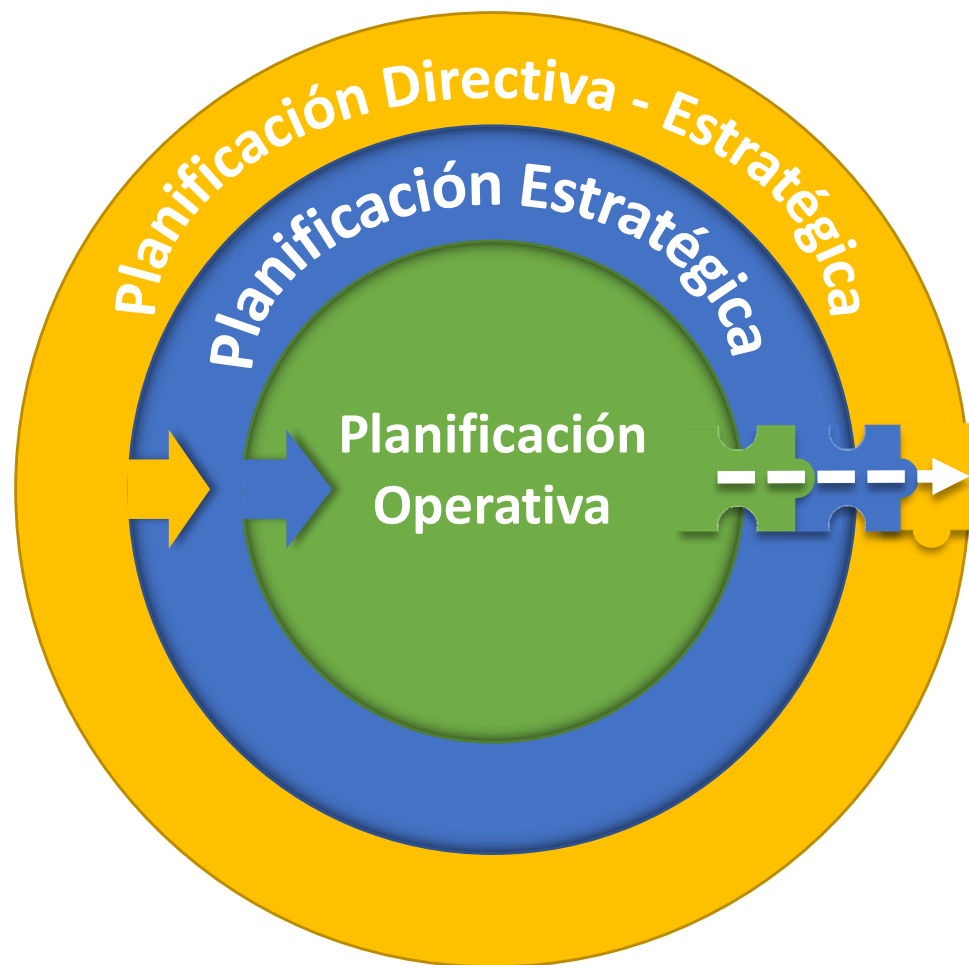 Planificación Directiva - Estratégica
Planificación Estratégica
Planificación
Operativa